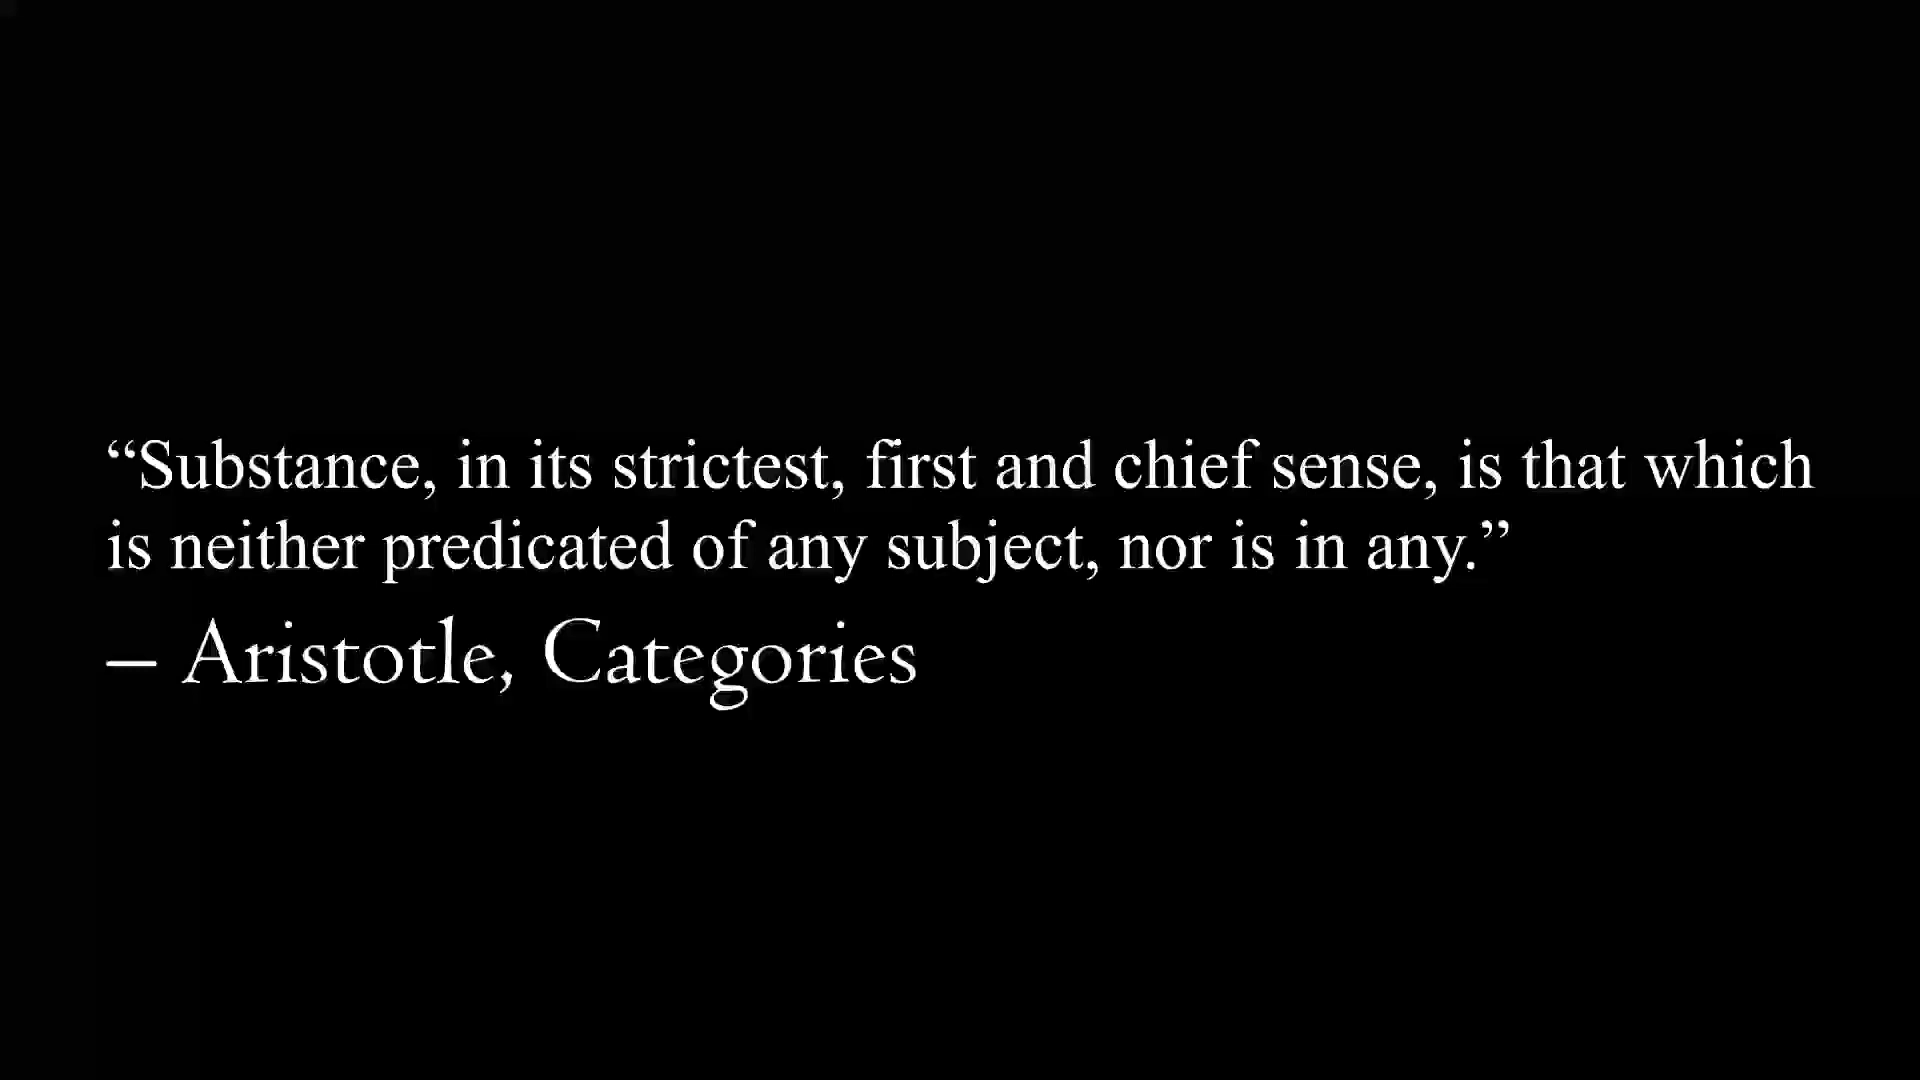 “Substance, in its strictest, first and chief sense, is that which
is neither predicated of any subject, nor is in any.”
– Aristotle, Categories